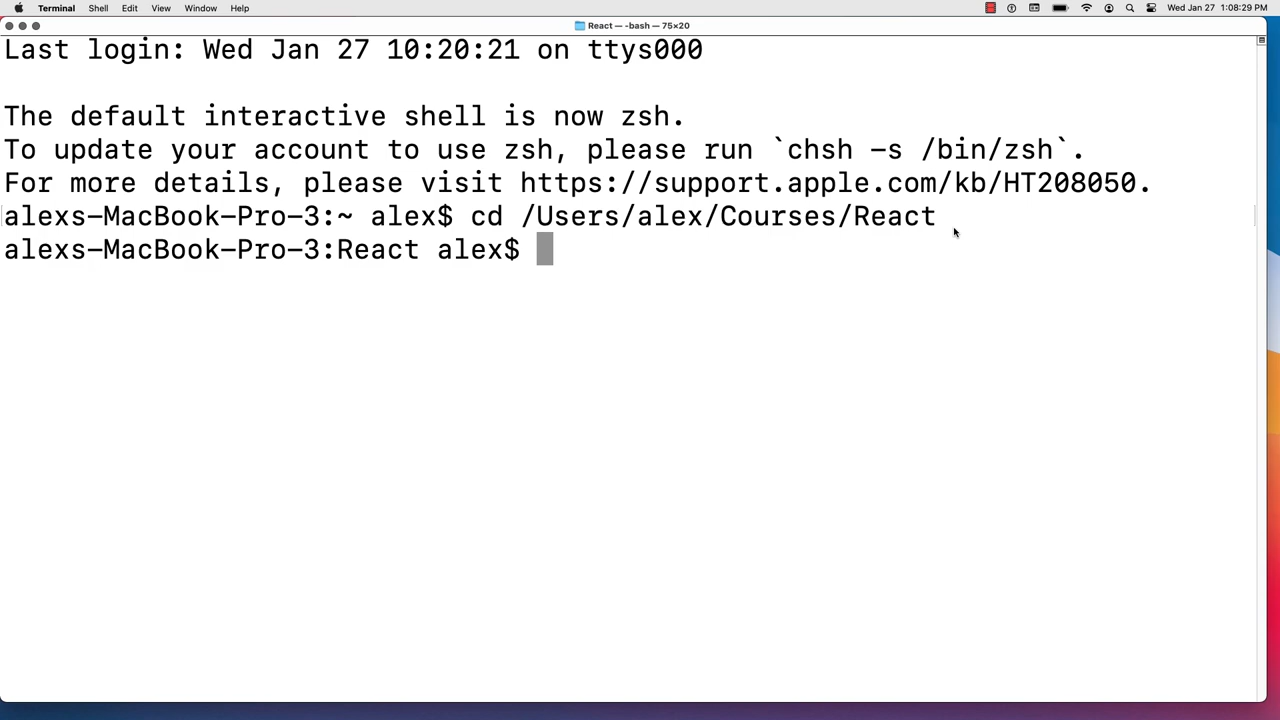 Terminal Shell Edit View Window Help Wed Jan 27 1:08:29 PM
React — -bash — 75×20
Last login: Wed Jan 27 10:20:21 on ttys000
The default interactive shell is now zsh.
To update your account to use zsh, please run `chsh -s /bin/zsh`.
For more details, please visit https://support.apple.com/kb/HT208050.
alexs-MacBook-Pro-3:~ alex$ cd /Users/alex/Courses/React
alexs-MacBook-Pro-3:React alex$